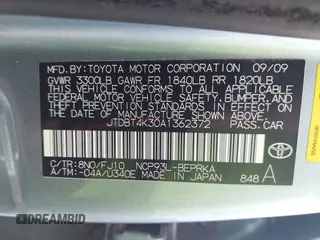 MFD. BY: TOYOTA MOTOR CORPORATION 09/09
GVWR 3300LB GAWR FR 1840LB RR 1820LB
THIS VEHICLE CONFORMS TO ALL APPLICABLE FEDERAL MOTOR VEHICLE
SAFETY, BUMPER, AND THEFT PREVENTION STANDARDS IN EFFECT ON THE
DATE OF MANUFACTURE SHOWN ABOVE.
JTDBT4K30A1362372 PASS.CAR
C/TR:8N0/FJ10 NCP93L-BEPRKA
A/TM:-04A/U340E MADE IN JAPAN 848 A
TOYOTA
©BIDFAX